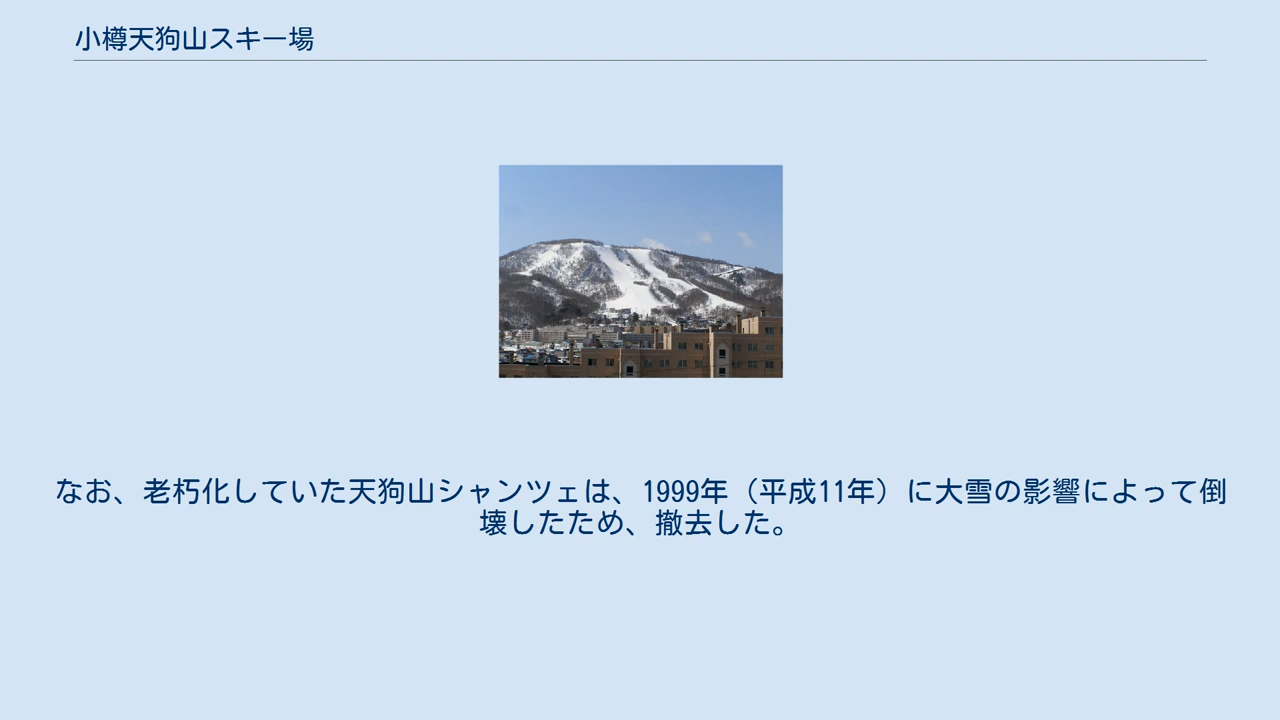 小樽天狗山スキー場
なお、老朽化していた天狗山シャンツェは、1999年（平成11年）に大雪の影響によって倒
壊したため、撤去した。